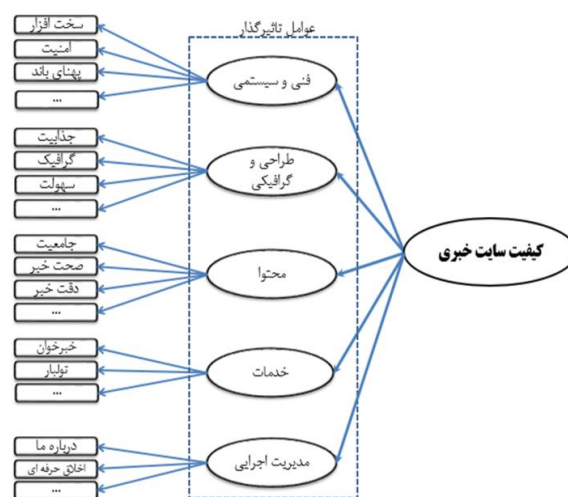 عوامل تاثیرگذار
کیفیت سایت خبری
فنی و سیستمی
سخت افزار
امنیت
پهنای باند
...
طراحی و
گرافیکی
جذابیت
گرافیک
سهولت
...
محتوا
جامعیت
صحت خبر
دقت خبر
...
خدمات
خبرخوان
تولبار
...
مدیریت اجرایی
درباره ما
اخلاق حرفه ای
...